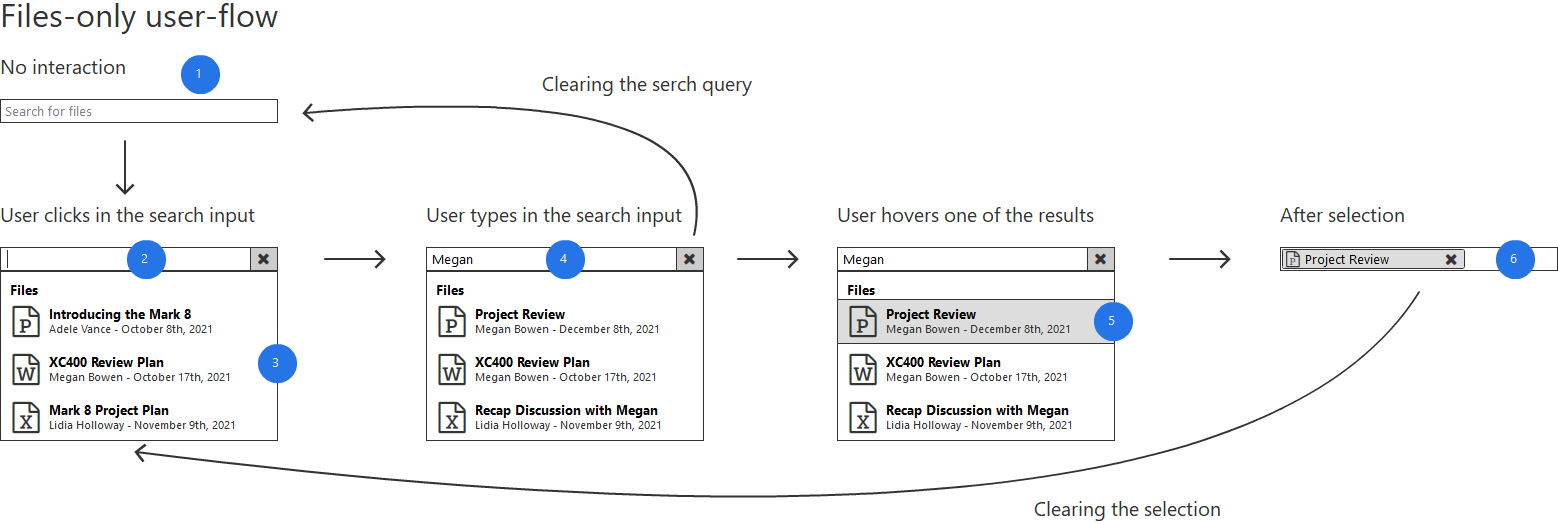 Files-only user-flow
No interaction
1
Clearing the serch query
Search for files
User clicks in the search input
User types in the search input
User hovers one of the results
After selection
2
Files
P
Introducing the Mark 8
Adele Vance - October 8th, 2021
W
XC400 Review Plan
Megan Bowen - October 17th, 2021
3
X
Mark 8 Project Plan
Lidia Holloway - November 9th, 2021
Megan
4
Files
P
Project Review
Megan Bowen - December 8th, 2021
W
XC400 Review Plan
Megan Bowen - October 17th, 2021
X
Recap Discussion with Megan
Lidia Holloway - November 9th, 2021
Megan
Files
P
Project Review
Megan Bowen - December 8th, 2021
5
W
XC400 Review Plan
Megan Bowen - October 17th, 2021
X
Recap Discussion with Megan
Lidia Holloway - November 9th, 2021
P
Project Review
6
Clearing the selection